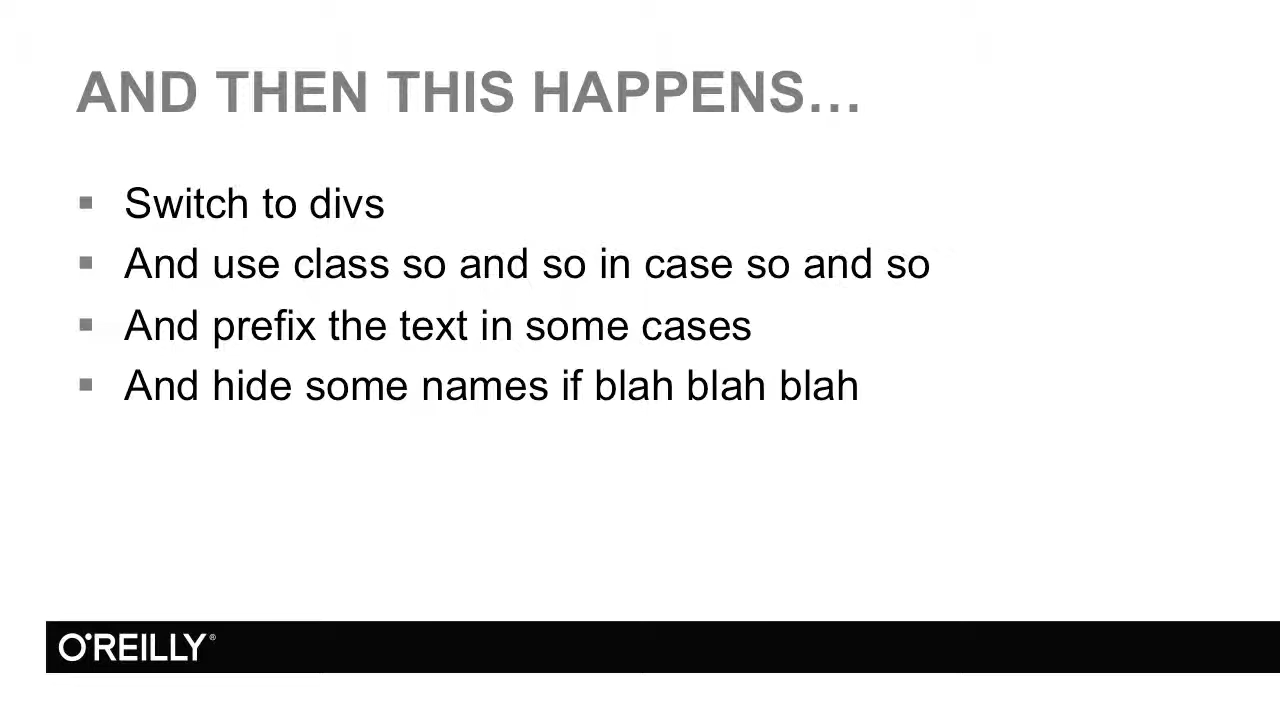 AND THEN THIS HAPPENS…
Switch to divs
And use class so and so in case so and so
And prefix the text in some cases
And hide some names if blah blah blah
O'REILLY®